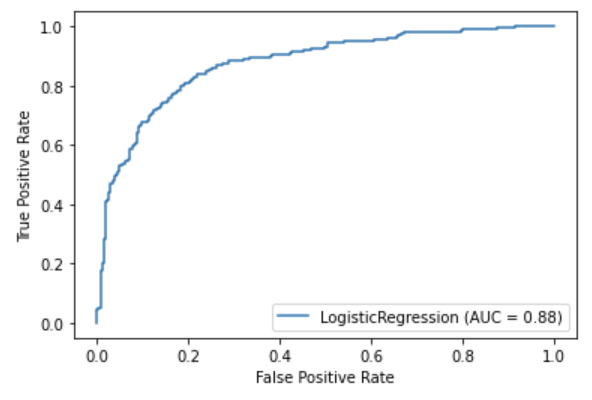 1.0
0.8
0.6
0.4
0.2
0.0
True Positive Rate
LogisticRegression (AUC = 0.88)
0.0 0.2 0.4 0.6 0.8 1.0
False Positive Rate